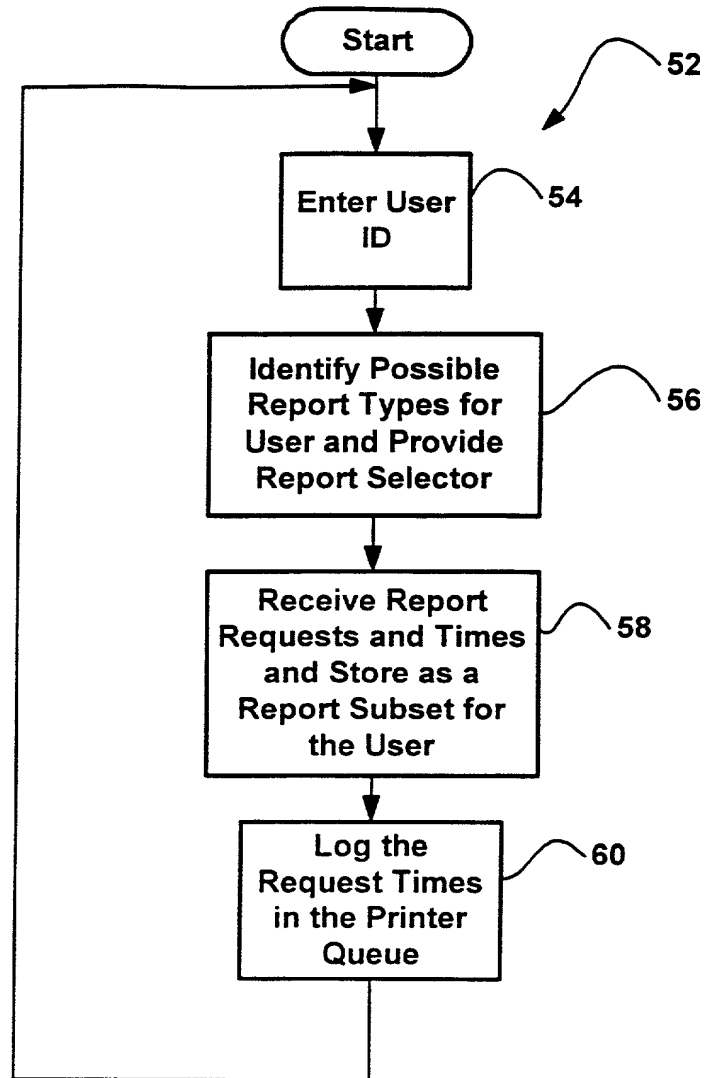 Start
52
Enter User
ID
54
Identify Possible
Report Types for
User and Provide
Report Selector
56
Receive Report
Requests and Times
and Store as a
Report Subset for
the User
58
Log the
Request Times
in the Printer
Queue
60